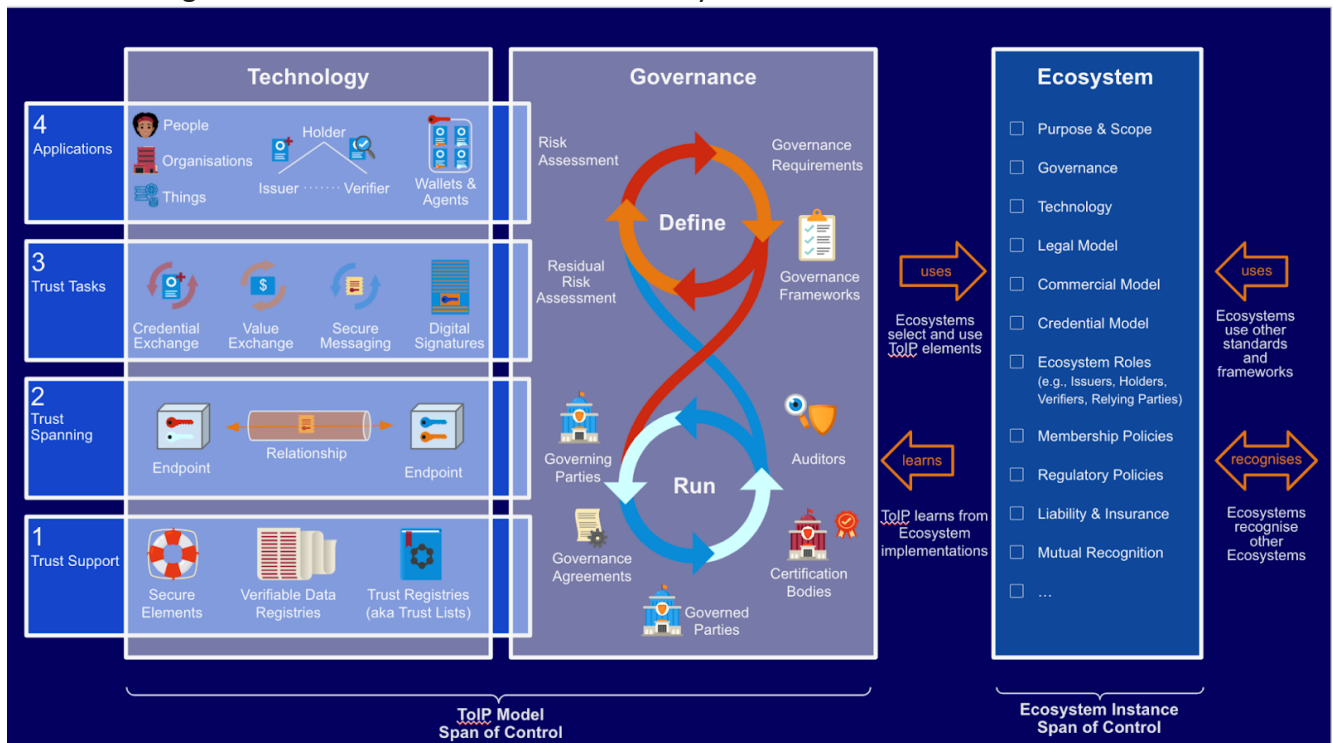 Technology
Governance
Ecosystem
4
Applications
People
Organisations
Things
Holder
Issuer ······· Verifier
Wallets &
Agents
3
Trust Tasks
Credential
Exchange
Value
Exchange
$
Secure
Messaging
Digital
Signatures
2
Trust
Spanning
Endpoint
Relationship
Endpoint
1
Trust Support
Secure
Elements
Verifiable Data
Registries
Trust Registries
(aka Trust Lists)
Risk
Assessment
Governance
Requirements
Define
Residual
Risk
Assessment
Governance
Frameworks
Governing
Parties
Auditors
Run
Governance
Agreements
Certification
Bodies
Governed
Parties
uses
Ecosystems
select and use
ToIP elements
learns
ToIP learns from
Ecosystem
implementations
Purpose & Scope
Governance
Technology
Legal Model
Commercial Model
Credential Model
Ecosystem Roles
(e.g., Issuers, Holders,
Verifiers, Relying Parties)
Membership Policies
Regulatory Policies
Liability & Insurance
Mutual Recognition
...
uses
Ecosystems
use other
standards
and
frameworks
recognises
Ecosystems
recognise
other
Ecosystems
ToIP Model
Span of Control
Ecosystem Instance
Span of Control